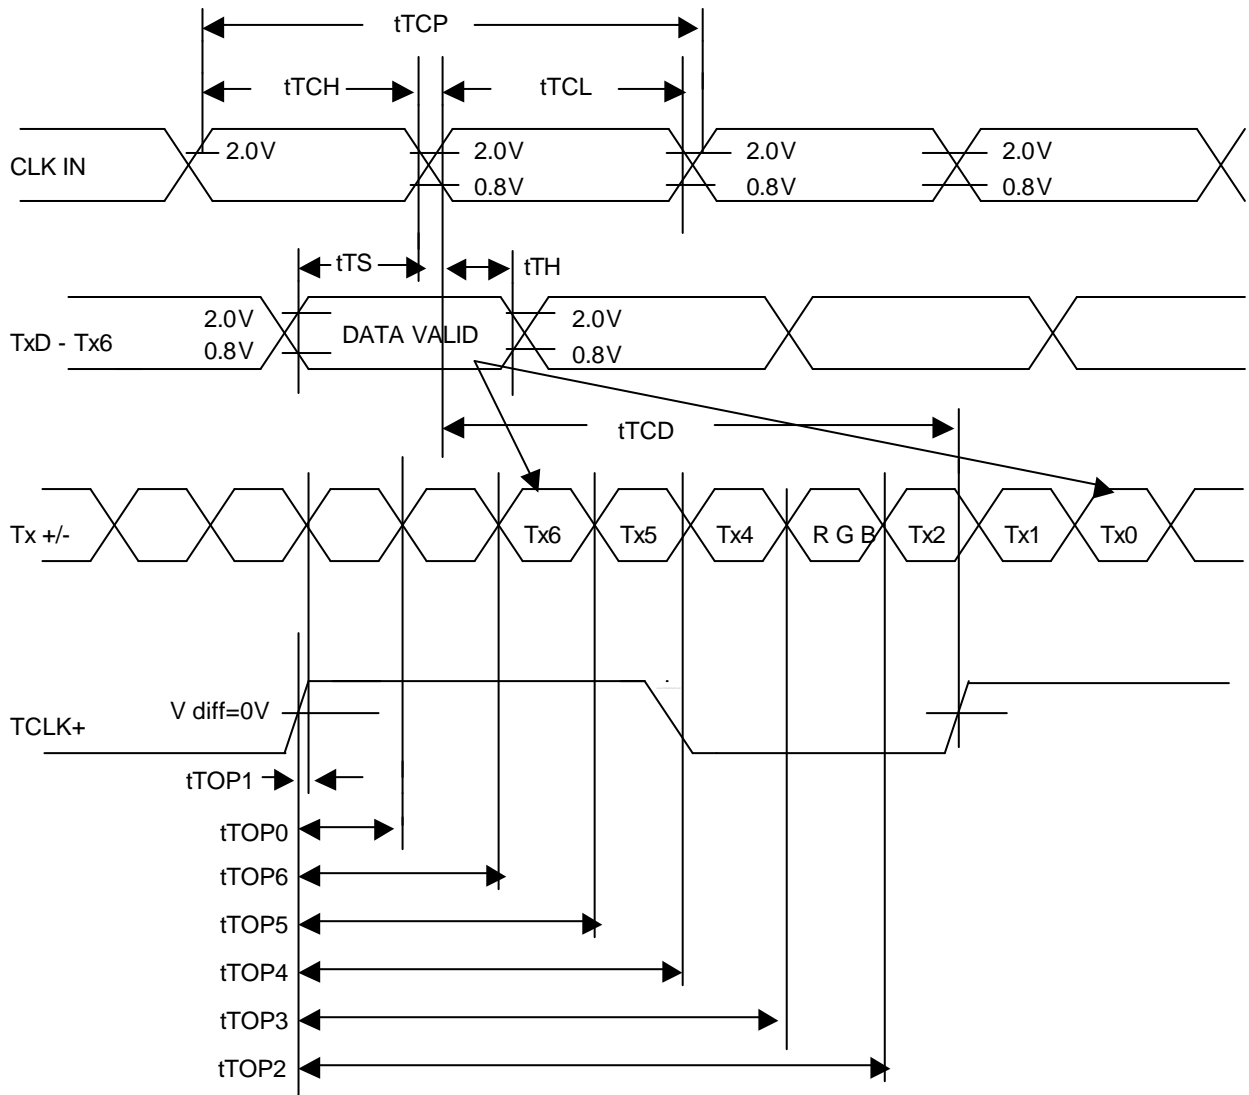 tTCP
tTCH
tTCL
CLK IN
2.0V
2.0V
2.0V
2.0V
0.8V
0.8V
0.8V
tTS
tTH
TxD - Tx6
2.0V
DATA VALID
2.0V
0.8V
0.8V
tTCD
Tx +/-
Tx6
Tx5
Tx4
R G B
Tx2
Tx1
Tx0
V diff=0V
TCLK+
tTOP1
tTOP0
tTOP6
tTOP5
tTOP4
tTOP3
tTOP2